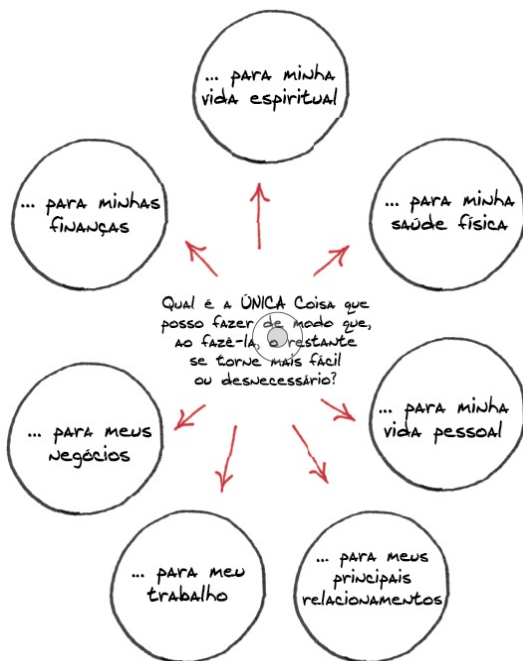 ... para minha
vida espiritual
... para minhas
finanças
... para minha
saúde física
Qual é a ÚNICA Coisa que
posso fazer de modo que,
ao fazê-la, o restante
se torne mais fácil
ou desnecessário?
... para meus
negócios
... para minha
vida pessoal
... para meu
trabalho
... para meus
principais
relacionamentos